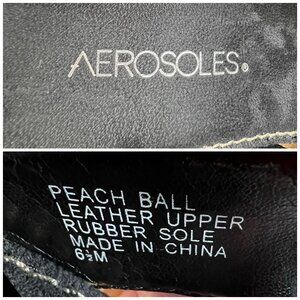 AEROSOLES®
PEACH BALL
LEATHER UPPER
RUBBER SOLE
MADE IN CHINA
6½M